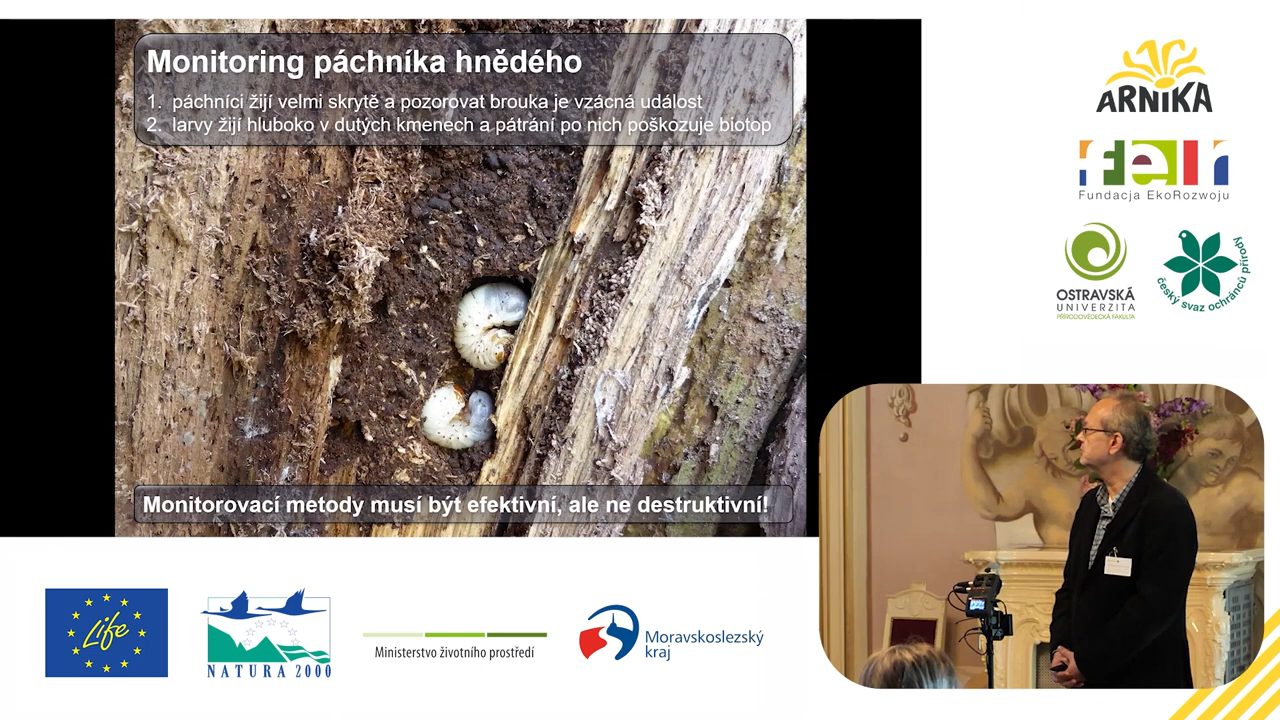 Monitoring páchníka hnědého
1. páchníci žijí velmi skrytě a pozorovat brouka je vzácná událost
2. larvy žijí hluboko v dutých kmenech a pátrání po nich poškozuje biotop
Monitorovací metody musí být efektivní, ale ne destruktivní!
ARNIKA
feli
Fundacja EkoRozwoju
OSTRAVSKÁ
UNIVERZITA
PŘÍRODOVĚDECKÁ FAKULTA
český svaz ochránců přírody
Life
NATURA 2000
Ministerstvo životního prostředí
Moravskoslezský
kraj